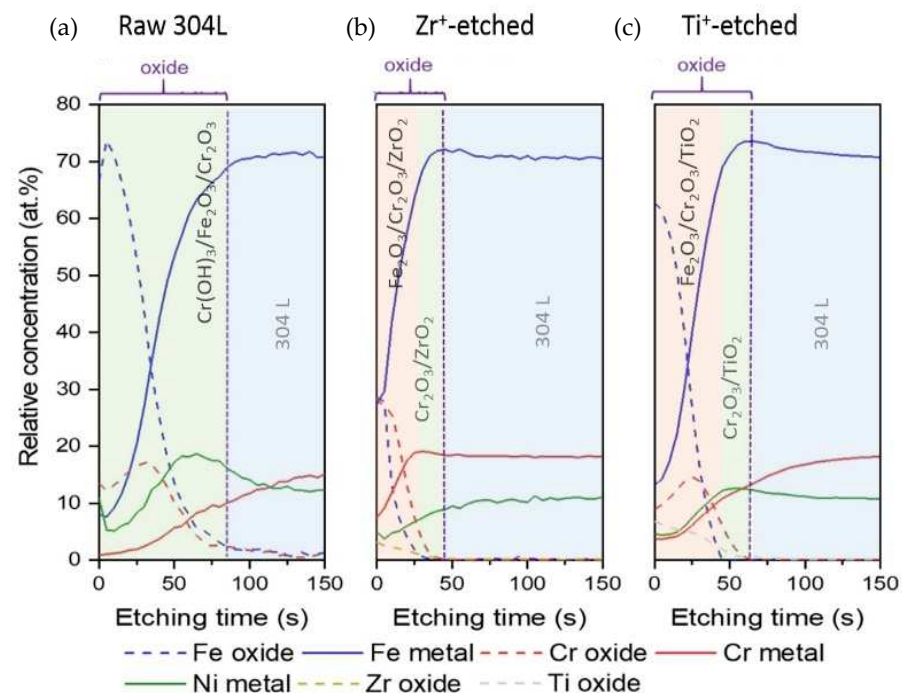 (a) Raw 304L (b) Zr⁺-etched (c) Ti⁺-etched
oxide oxide oxide
80
70
60
50
40
30
20
10
0
Relative concentration (at.%)
Cr(OH)₃/Fe₂O₃/Cr₂O₃
304 L
Fe₂O₃/Cr₂O₃/ZrO₂
Cr₂O₃/ZrO₂
304 L
Fe₂O₃/Cr₂O₃/TiO₂
Cr₂O₃/TiO₂
304 L
0 50 100 150 0 50 100 150 0 50 100 150
Etching time (s) Etching time (s) Etching time (s)
Fe oxide Fe metal Cr oxide Cr metal
Ni metal Zr oxide Ti oxide